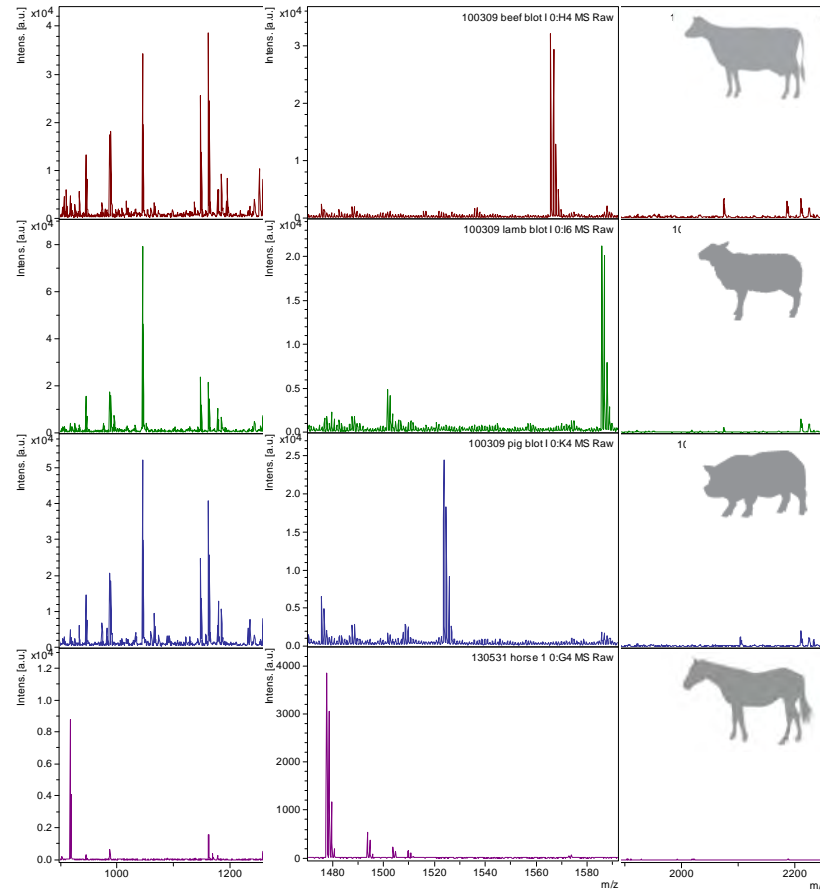 x10⁴
Intens. [a.u.]
4
3
2
1
0
x10⁴
Intens. [a.u.]
100309 beef blot I 0:H4 MS Raw
3
2
1
0
1
x10⁴
Intens. [a.u.]
8
6
4
2
0
x10⁴
Intens. [a.u.]
100309 lamb blot I 0:I6 MS Raw
2.0
1.5
1.0
0.5
0.0
x10⁴
Intens. [a.u.]
5
4
3
2
1
0
x10⁴
Intens. [a.u.]
100309 pig blot I 0:K4 MS Raw
2.5
2.0
1.5
1.0
0.5
0.0
x10⁴
Intens. [a.u.]
1.2
1.0
0.8
0.6
0.4
0.2
0.0
1000 1200
Intens. [a.u.]
130531 horse 1 0:G4 MS Raw
4000
3000
2000
1000
0
1480 1500 1520 1540 1560 1580
m/z
2000 2200